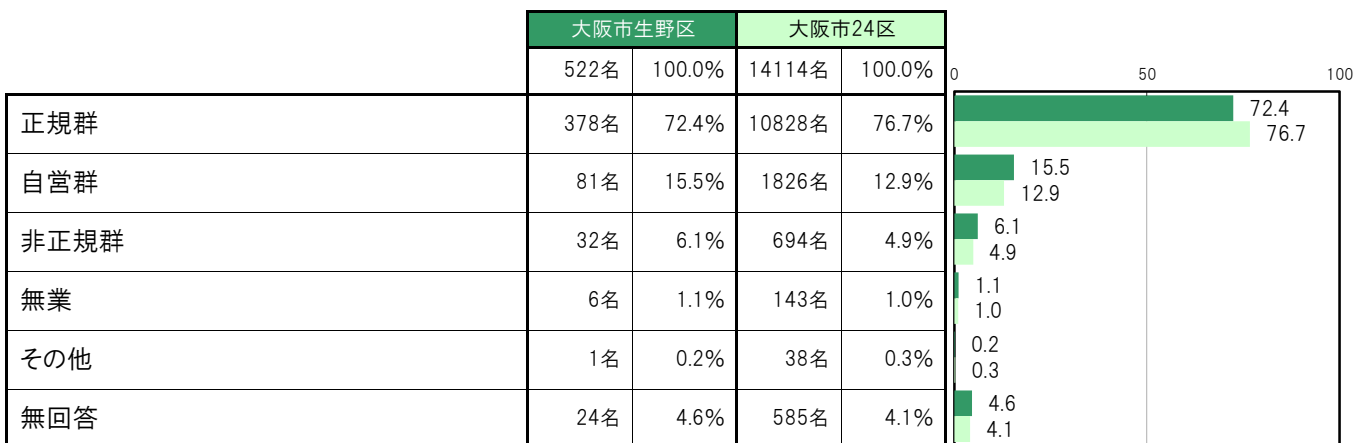 大阪市生野区 大阪市24区
522名 100.0% 14114名 100.0%
0 50 100
正規群 378名 72.4% 10828名 76.7%
72.4
76.7
自営群 81名 15.5% 1826名 12.9%
15.5
12.9
非正規群 32名 6.1% 694名 4.9%
6.1
4.9
無業 6名 1.1% 143名 1.0%
1.1
1.0
その他 1名 0.2% 38名 0.3%
0.2
0.3
無回答 24名 4.6% 585名 4.1%
4.6
4.1